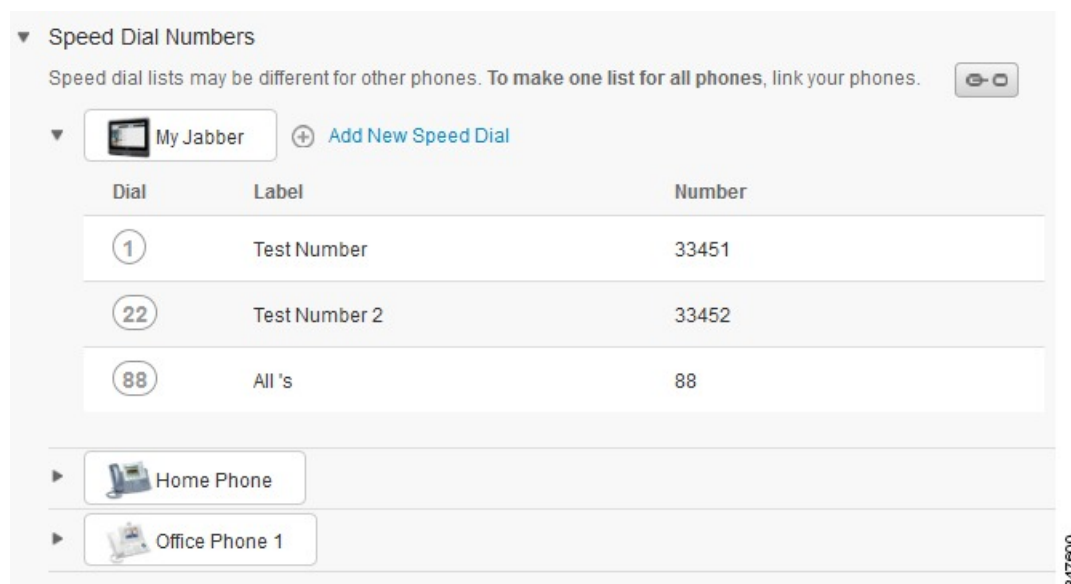 Speed Dial Numbers
Speed dial lists may be different for other phones. To make one list for all phones, link your phones.
My Jabber Add New Speed Dial
Dial Label Number
1 Test Number 33451
22 Test Number 2 33452
88 All 's 88
Home Phone
Office Phone 1